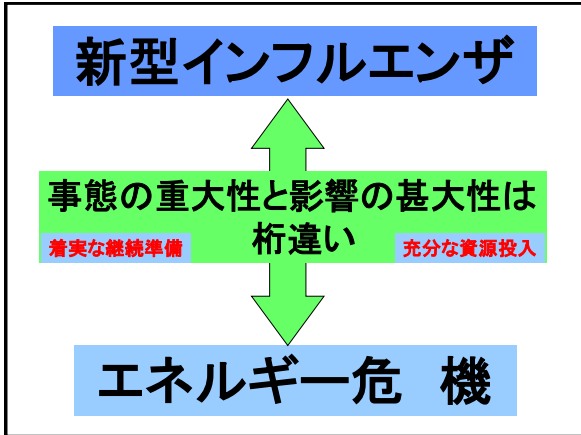 新型インフルエンザ
事態の重大性と影響の甚大性は
桁違い
着実な継続準備
充分な資源投入
エネルギー危　機